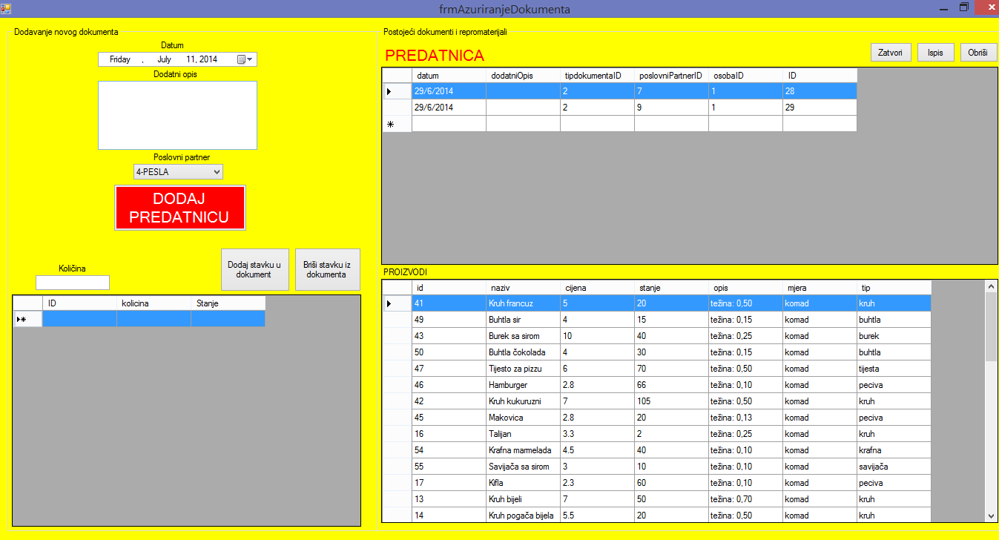 frmAzuriranjeDokumenta
Dodavanje novog dokumenta
Datum
Friday , July 11, 2014
Dodatni opis
Poslovni partner
4-PESLA
DODAJ
PREDATNICU
Količina
Dodaj stavku u
dokument
Briši stavku iz
dokumenta
ID kolicina Stanje
Postojeći dokumenti i repromaterijali
PREDATNICA
Zatvori Ispis Obriši
datum dodatniOpis tipdokumentaID poslovniPartnerID osobaID ID
29/6/2014 2 7 1 28
29/6/2014 2 9 1 29
PROIZVODI
id naziv cijena stanje opis mjera tip
41 Kruh francuz 5 20 težina: 0,50 komad kruh
49 Buhtla sir 4 15 težina: 0,15 komad buhtla
43 Burek sa sirom 10 40 težina: 0,25 komad burek
50 Buhtla čokolada 4 30 težina: 0,15 komad buhtla
47 Tijesto za pizzu 6 70 težina: 0,50 komad tijesta
46 Hamburger 2.8 66 težina: 0,10 komad peciva
42 Kruh kukuruzni 7 105 težina: 0,50 komad kruh
45 Makovica 2.8 20 težina: 0,13 komad peciva
16 Talijan 3.3 2 težina: 0,25 komad kruh
54 Krafna marmelada 4.5 40 težina: 0,10 komad krafna
55 Savijača sa sirom 3 10 težina: 0,10 komad savijača
17 Kifla 2.3 60 težina: 0,10 komad peciva
13 Kruh bijeli 7 50 težina: 0,70 komad kruh
14 Kruh pogača bijela 5.5 20 težina: 0,50 komad kruh